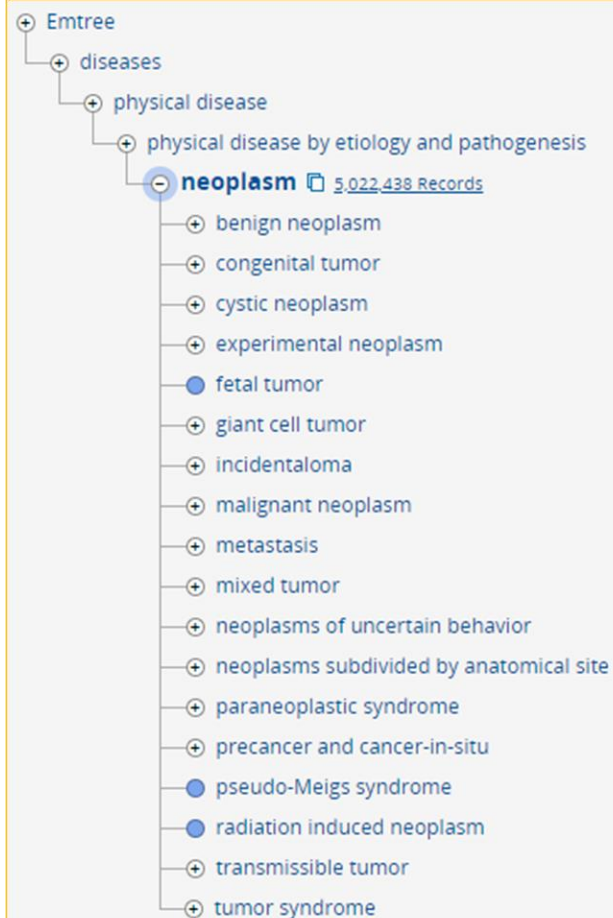 Emtree
diseases
physical disease
physical disease by etiology and pathogenesis
neoplasm 5,022,438 Records
benign neoplasm
congenital tumor
cystic neoplasm
experimental neoplasm
fetal tumor
giant cell tumor
incidentaloma
malignant neoplasm
metastasis
mixed tumor
neoplasms of uncertain behavior
neoplasms subdivided by anatomical site
paraneoplastic syndrome
precancer and cancer-in-situ
pseudo-Meigs syndrome
radiation induced neoplasm
transmissible tumor
tumor syndrome